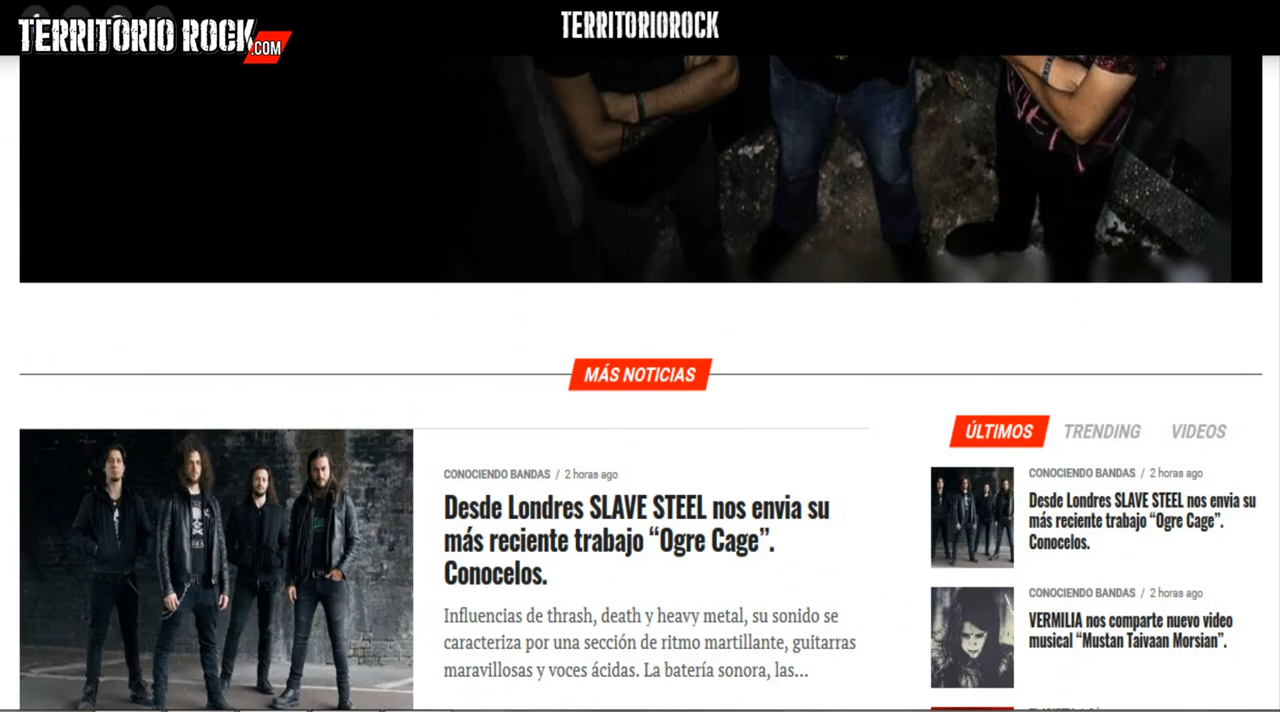 TERRITORIO ROCK
.COM
TERRITORIOROCK
MÁS NOTICIAS
CONOCIENDO BANDAS / 2 horas ago
Desde Londres SLAVE STEEL nos envia su
más reciente trabajo “Ogre Cage”.
Conocelos.
Influencias de thrash, death y heavy metal, su sonido se
caracteriza por una sección de ritmo martillante, guitarras
maravillosas y voces ácidas. La batería sonora, las...
ÚLTIMOS TRENDING VIDEOS
CONOCIENDO BANDAS / 2 horas ago
Desde Londres SLAVE STEEL nos envia su
más reciente trabajo “Ogre Cage”.
Conocelos.
CONOCIENDO BANDAS / 2 horas ago
VERMILIA nos comparte nuevo video
musical “Mustan Taivaan Morsian”.